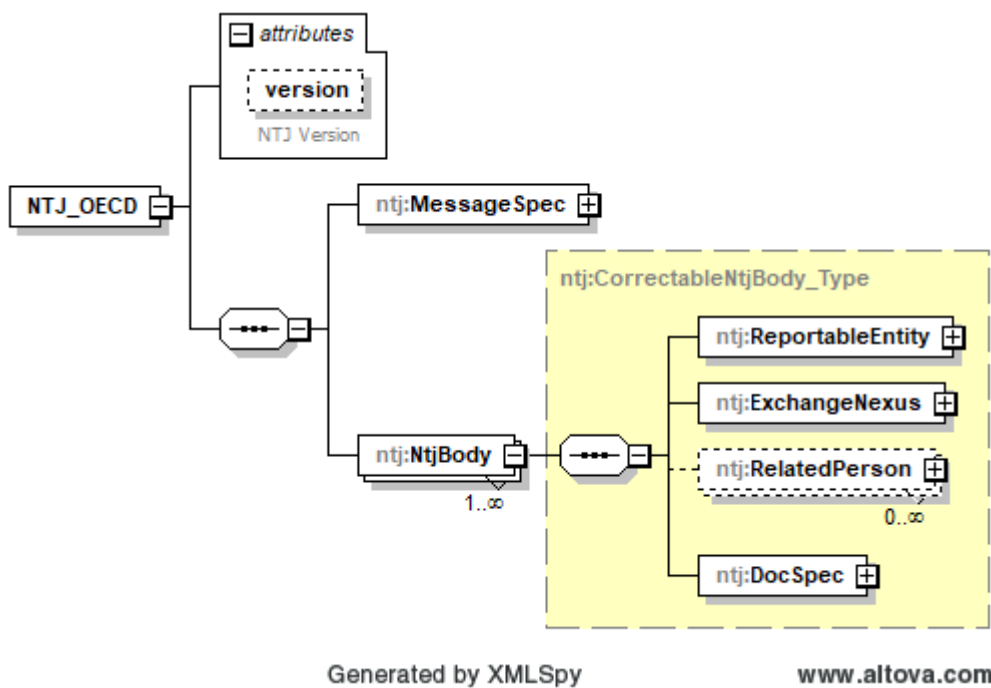 attributes
version
NTJ Version
NTJ_OECD
ntj:MessageSpec
ntj:CorrectableNtjBody_Type
ntj:ReportableEntity
ntj:ExchangeNexus
ntj:NtjBody
1..∞
ntj:RelatedPerson
0..∞
ntj:DocSpec
Generated by XMLSpy
www.altova.com